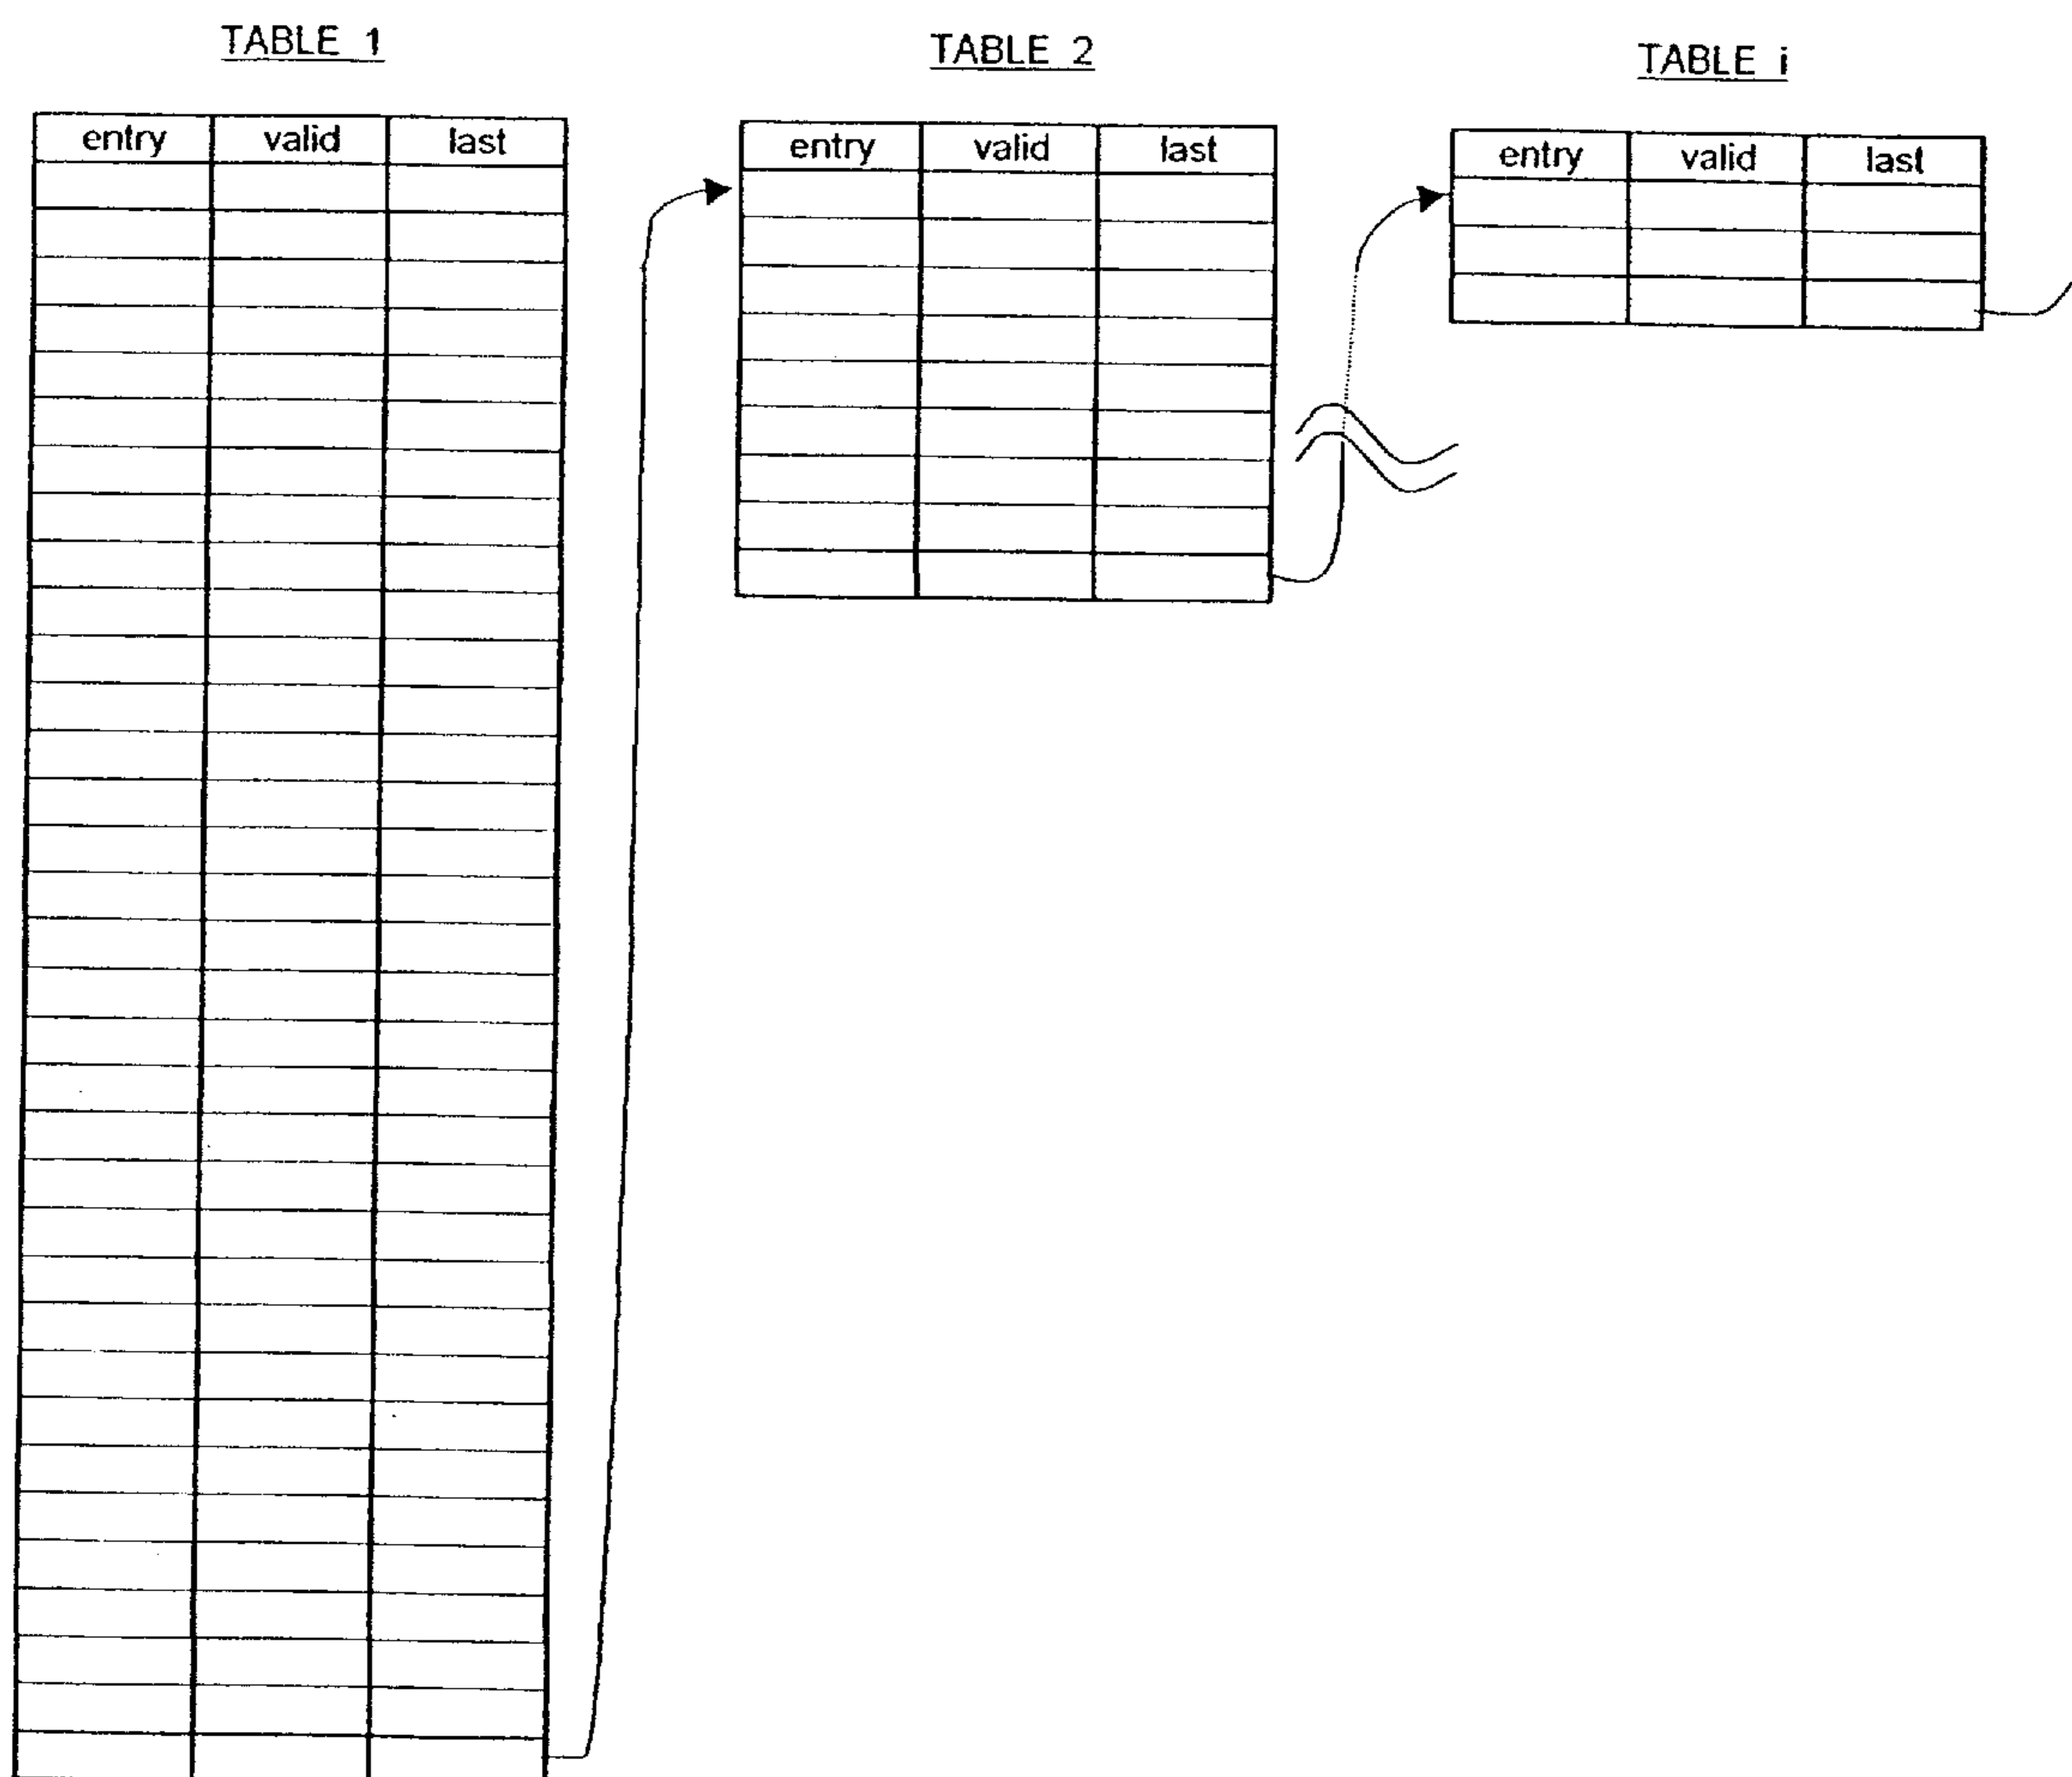 TABLE 1
entry valid last
TABLE 2
entry valid last
TABLE i
entry valid last